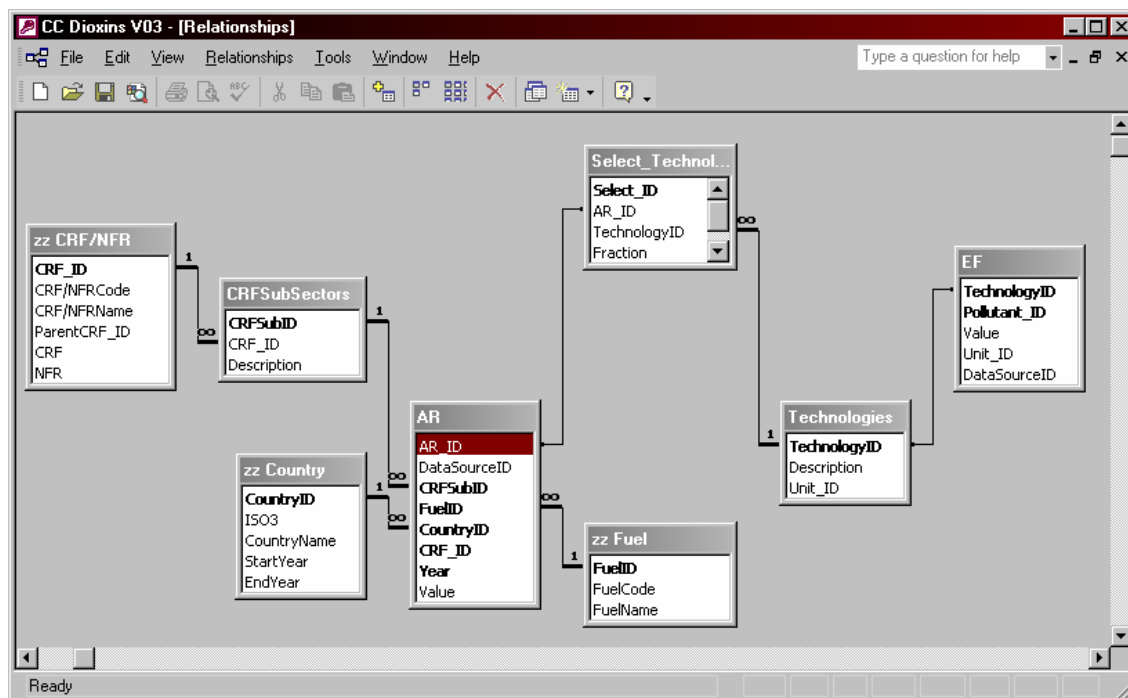 CC Dioxins V03 - [Relationships]
File Edit View Relationships Tools Window Help
Type a question for help
ABC
zz CRF/NFR
CRF_ID
CRF/NFRCode
CRF/NFRName
ParentCRF_ID
CRF
NFR
1
∞
CRFSubSectors
CRFSubID
CRF_ID
Description
1
∞
zz Country
CountryID
ISO3
CountryName
StartYear
EndYear
1
∞
AR
AR_ID
DataSourceID
CRFSubID
FuelID
CountryID
CRF_ID
Year
Value
∞
1
zz Fuel
FuelID
FuelCode
FuelName
Select_Technol...
Select_ID
AR_ID
TechnologyID
Fraction
∞
1
Technologies
TechnologyID
Description
Unit_ID
EF
TechnologyID
Pollutant_ID
Value
Unit_ID
DataSourceID
Ready